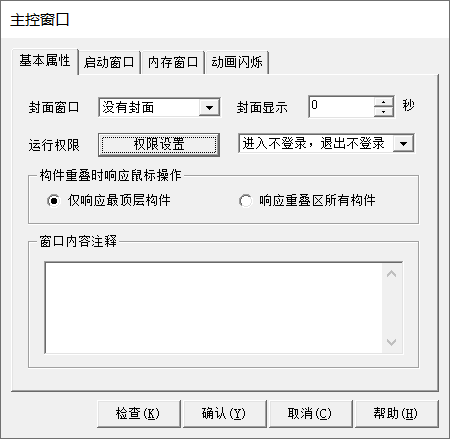 主控窗口
基本属性 启动窗口 内存窗口 动画闪烁
封面窗口 没有封面 封面显示 0 秒
运行权限 权限设置 进入不登录，退出不登录
构件重叠时响应鼠标操作
仅响应最顶层构件 响应重叠区所有构件
窗口内容注释
检查(K) 确认(Y) 取消(C) 帮助(H)